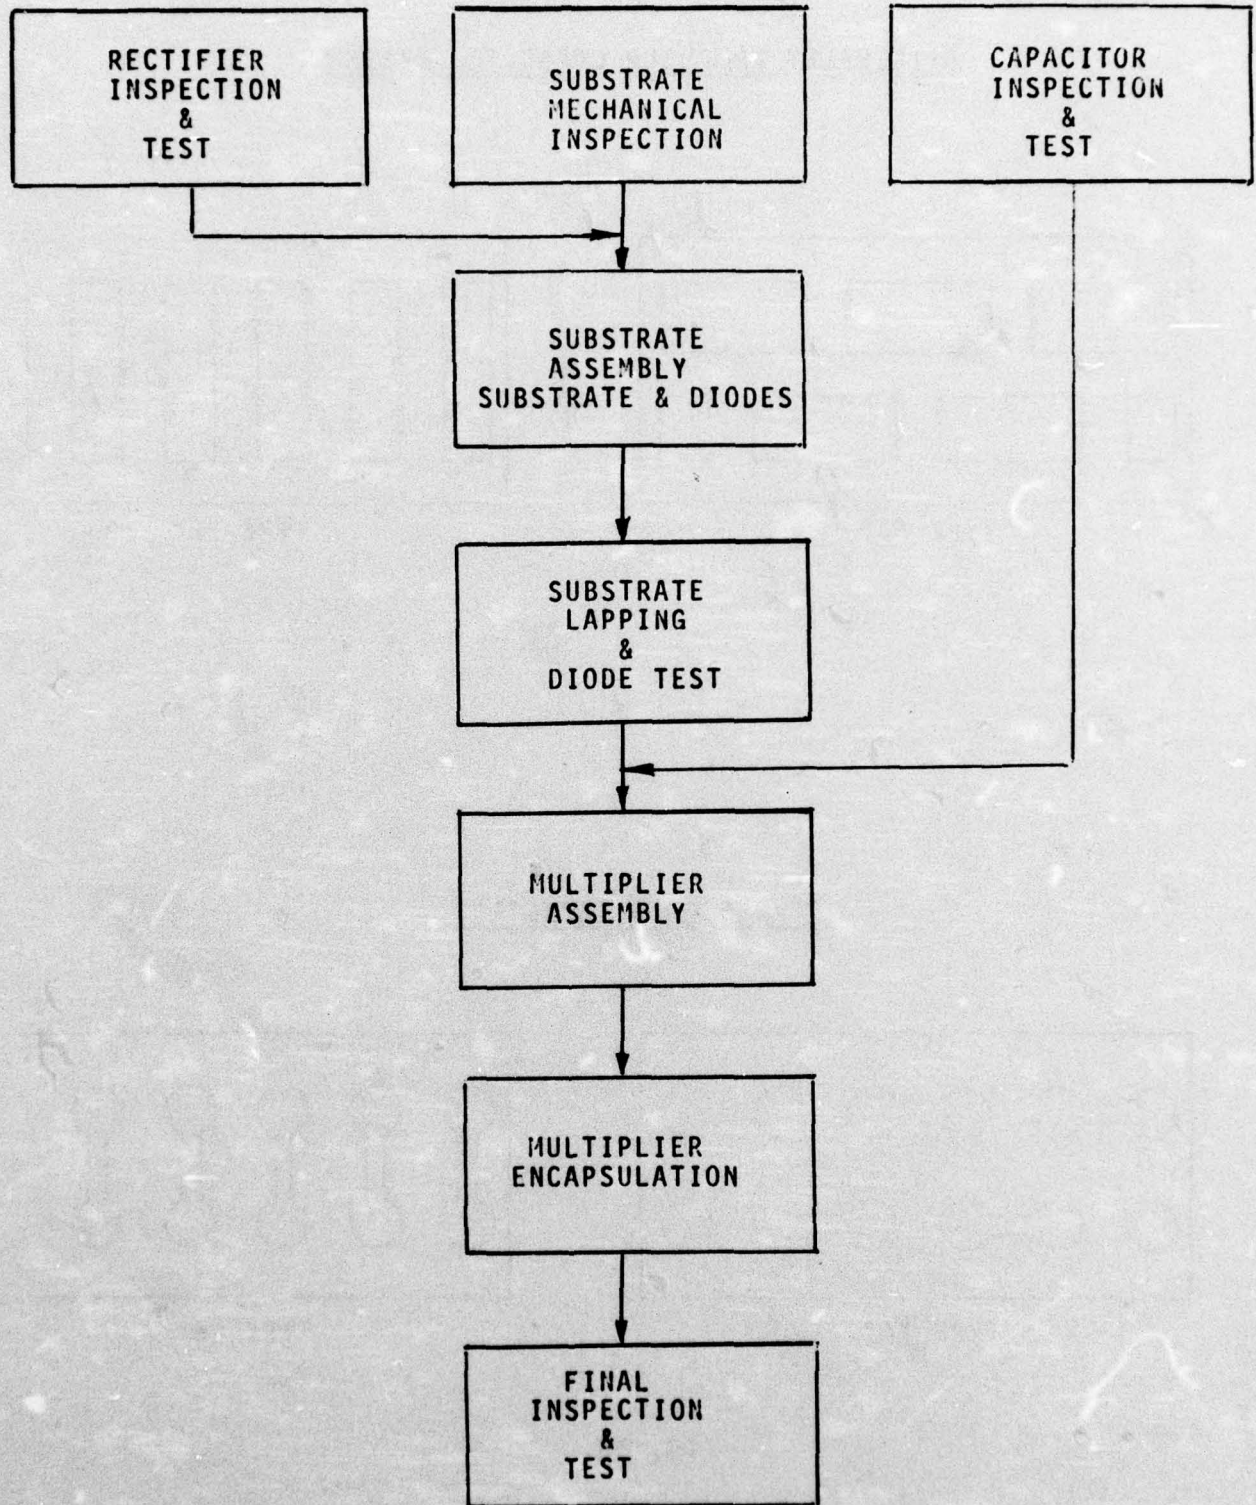 RECTIFIER
INSPECTION
&
TEST
SUBSTRATE
MECHANICAL
INSPECTION
CAPACITOR
INSPECTION
&
TEST
SUBSTRATE
ASSEMBLY
SUBSTRATE & DIODES
SUBSTRATE
LAPPING
&
DIODE TEST
MULTIPLIER
ASSEMBLY
MULTIPLIER
ENCAPSULATION
FINAL
INSPECTION
&
TEST